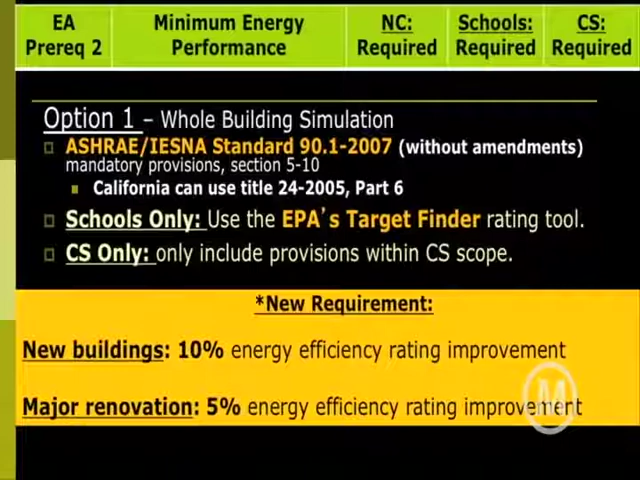 EA Prereq 2
Minimum Energy Performance
NC: Required
Schools: Required
CS: Required
Option 1 – Whole Building Simulation
ASHRAE/IESNA Standard 90.1-2007 (without amendments)
mandatory provisions, section 5-10
California can use title 24-2005, Part 6
Schools Only: Use the EPA's Target Finder rating tool.
CS Only: only include provisions within CS scope.
*New Requirement:
New buildings: 10% energy efficiency rating improvement
Major renovation: 5% energy efficiency rating improvement
M